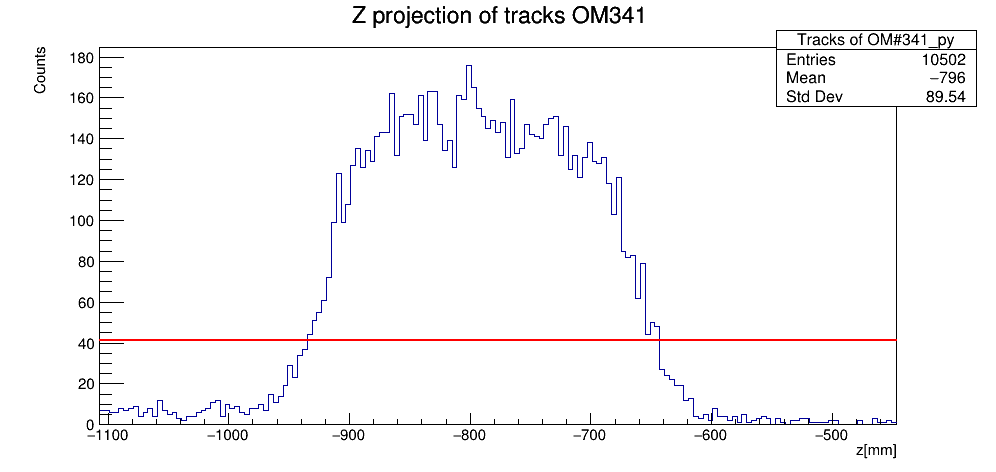 Z projection of tracks OM341
Counts
Tracks of OM#341_py
Entries 10502
Mean −796
Std Dev 89.54
180
160
140
120
100
80
60
40
20
0
−1100 −1000 −900 −800 −700 −600 −500
z[mm]